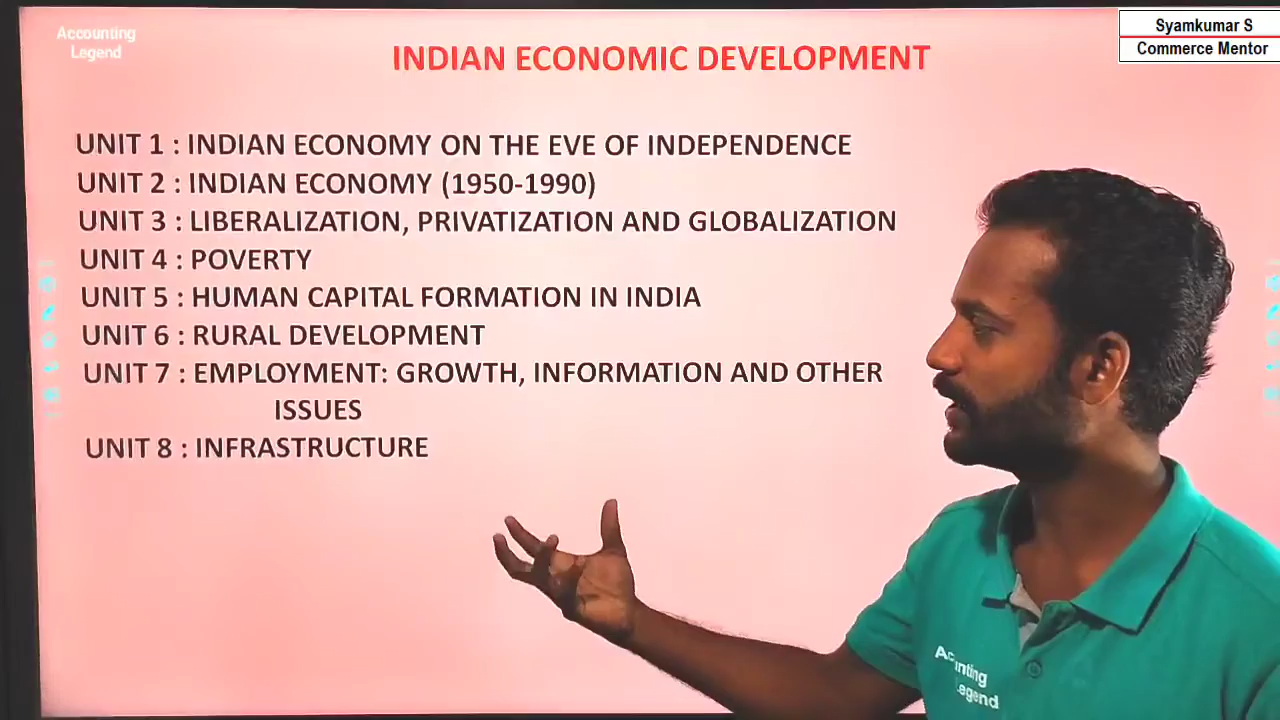 Accounting
Legend
Syamkumar S
Commerce Mentor
INDIAN ECONOMIC DEVELOPMENT
UNIT 1 : INDIAN ECONOMY ON THE EVE OF INDEPENDENCE
UNIT 2 : INDIAN ECONOMY (1950-1990)
UNIT 3 : LIBERALIZATION, PRIVATIZATION AND GLOBALIZATION
UNIT 4 : POVERTY
UNIT 5 : HUMAN CAPITAL FORMATION IN INDIA
UNIT 6 : RURAL DEVELOPMENT
UNIT 7 : EMPLOYMENT: GROWTH, INFORMATION AND OTHER
ISSUES
UNIT 8 : INFRASTRUCTURE
Accounting
Legend